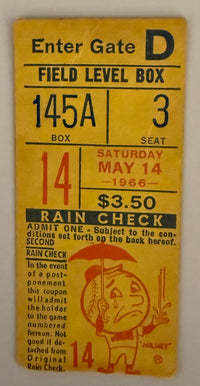 Enter Gate D
FIELD LEVEL BOX
145A 3
BOX SEAT
14 SATURDAY
MAY 14
-1966-
$3.50
RAIN CHECK
ADMIT ONE - Subject to the con-
ditions set forth on the back hereof.
SECOND
RAIN CHECK
In the event
of a post-
ponement this
coupon will admit
the holder to the
game numbered
hereon. Not
good if de-
tached from
Original
Rain Check.
14
"MR. MET"
®